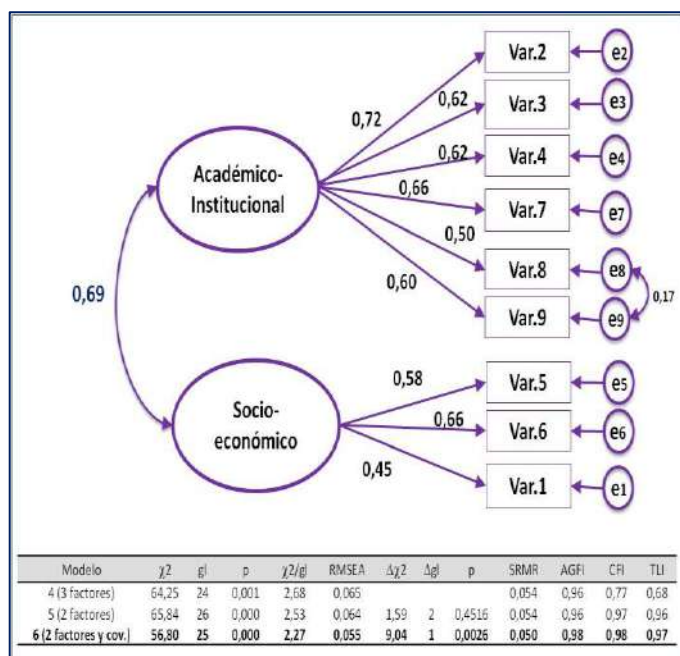 Var.2
e2
0,72
0,62
Var.3
e3
0,62
Var.4
e4
Académico-
Institucional
0,66
Var.7
e7
0,50
Var.8
e8
0,69
0,60
0,17
Var.9
e9
0,58
Var.5
e5
Socio-
económico
0,66
Var.6
e6
0,45
Var.1
e1
Modelo χ2 gl p χ2/gl RMSEA Δχ2 Δgl p SRMR AGFI CFI TLI
4 (3 factores) 64,25 24 0,001 2,68 0,065 0,054 0,96 0,77 0,68
5 (2 factores) 65,84 26 0,000 2,53 0,064 1,59 2 0,4516 0,054 0,96 0,97 0,96
6 (2 factores y cov.) 56,80 25 0,000 2,27 0,055 9,04 1 0,0026 0,050 0,98 0,98 0,97